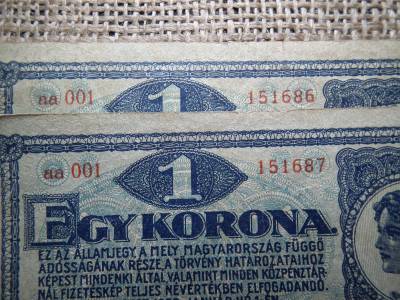 aa 001 1 151686
aa 001 1 151687
EGY KORONA.
EZ AZ ÁLLAMJEGY, A MELY MAGYARORSZÁG FÜGGŐ
ADÓSSÁGÁNAK RÉSZE, A TÖRVÉNY HATÁROZATAIHOZ
KÉPEST MINDENKI ÁLTAL, VALAMINT MINDEN KÖZPÉNZTÁR-
NÁL FIZETÉSKÉP TELJES NÉVÉRTÉKBEN ELFOGADANDÓ.